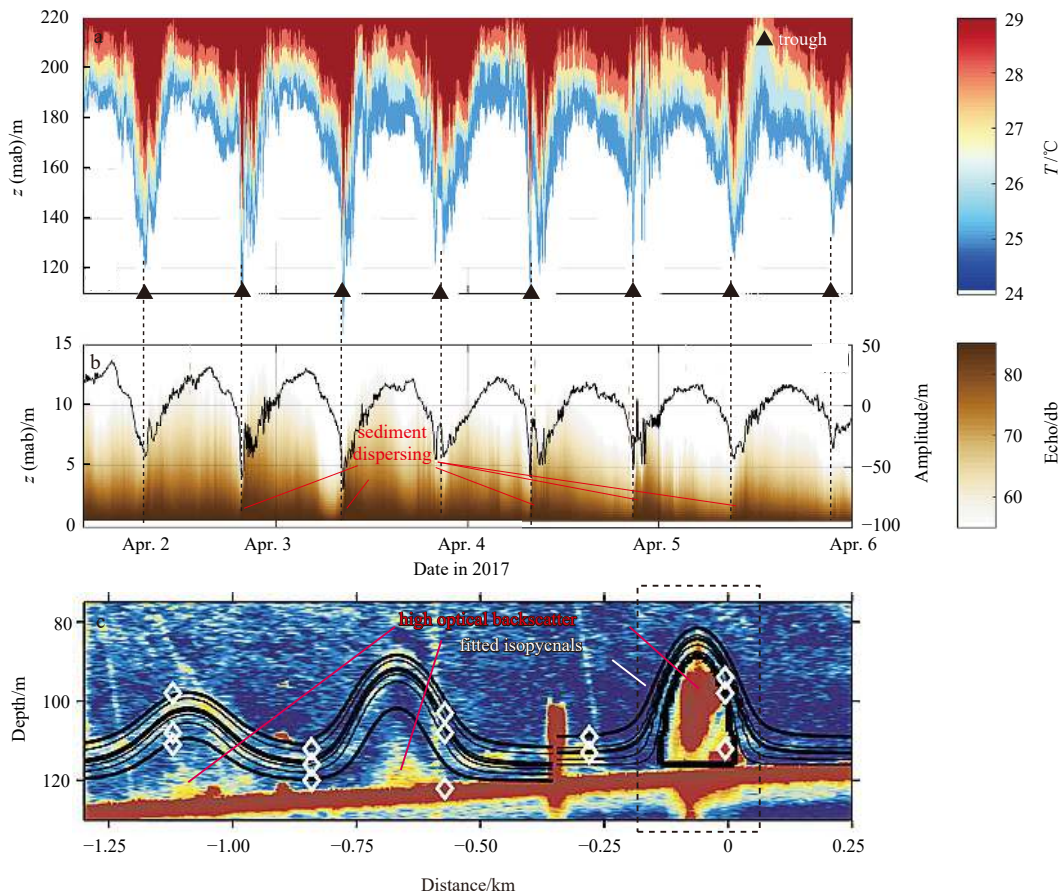 a
trough
220
200
180
160
140
120
z (mab)/m
29
28
27
26
25
24
T/℃
b
15
10
5
0
z (mab)/m
sediment
dispersing
50
0
−50
−100
Amplitude/m
80
70
60
Echo/db
Apr. 2
Apr. 3
Apr. 4
Apr. 5
Apr. 6
Date in 2017
c
high optical backscatter
fitted isopycnals
80
100
120
Depth/m
−1.25
−1.00
−0.75
−0.50
−0.25
0
0.25
Distance/km